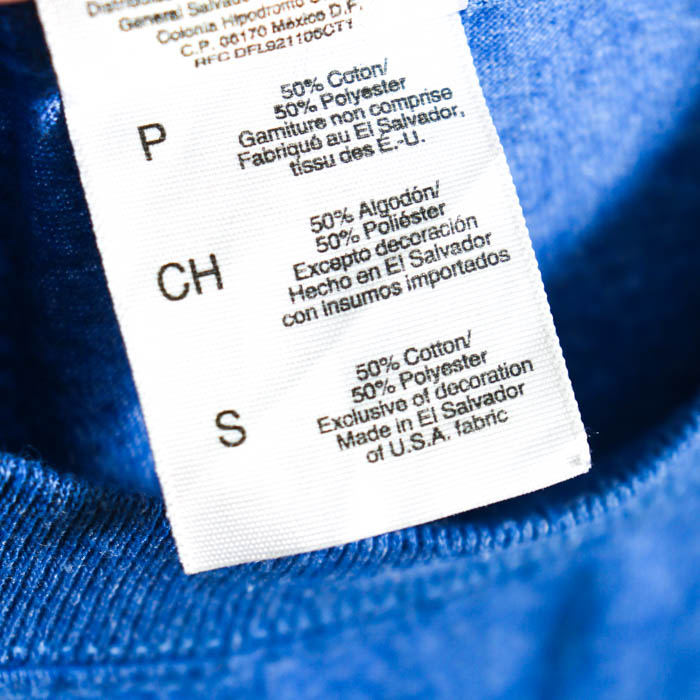 General Salvador
Colonia Hipódromo
C.P. 06170 México D.F.
RFC DFL921106CT1
P
50% Coton/
50% Polyester
Garniture non comprise
Fabriqué au El Salvador,
tissu des É.-U.
CH
50% Algodón/
50% Poliéster
Excepto decoración
Hecho en El Salvador
con insumos importados
S
50% Cotton/
50% Polyester
Exclusive of decoration
Made in El Salvador
of U.S.A. fabric